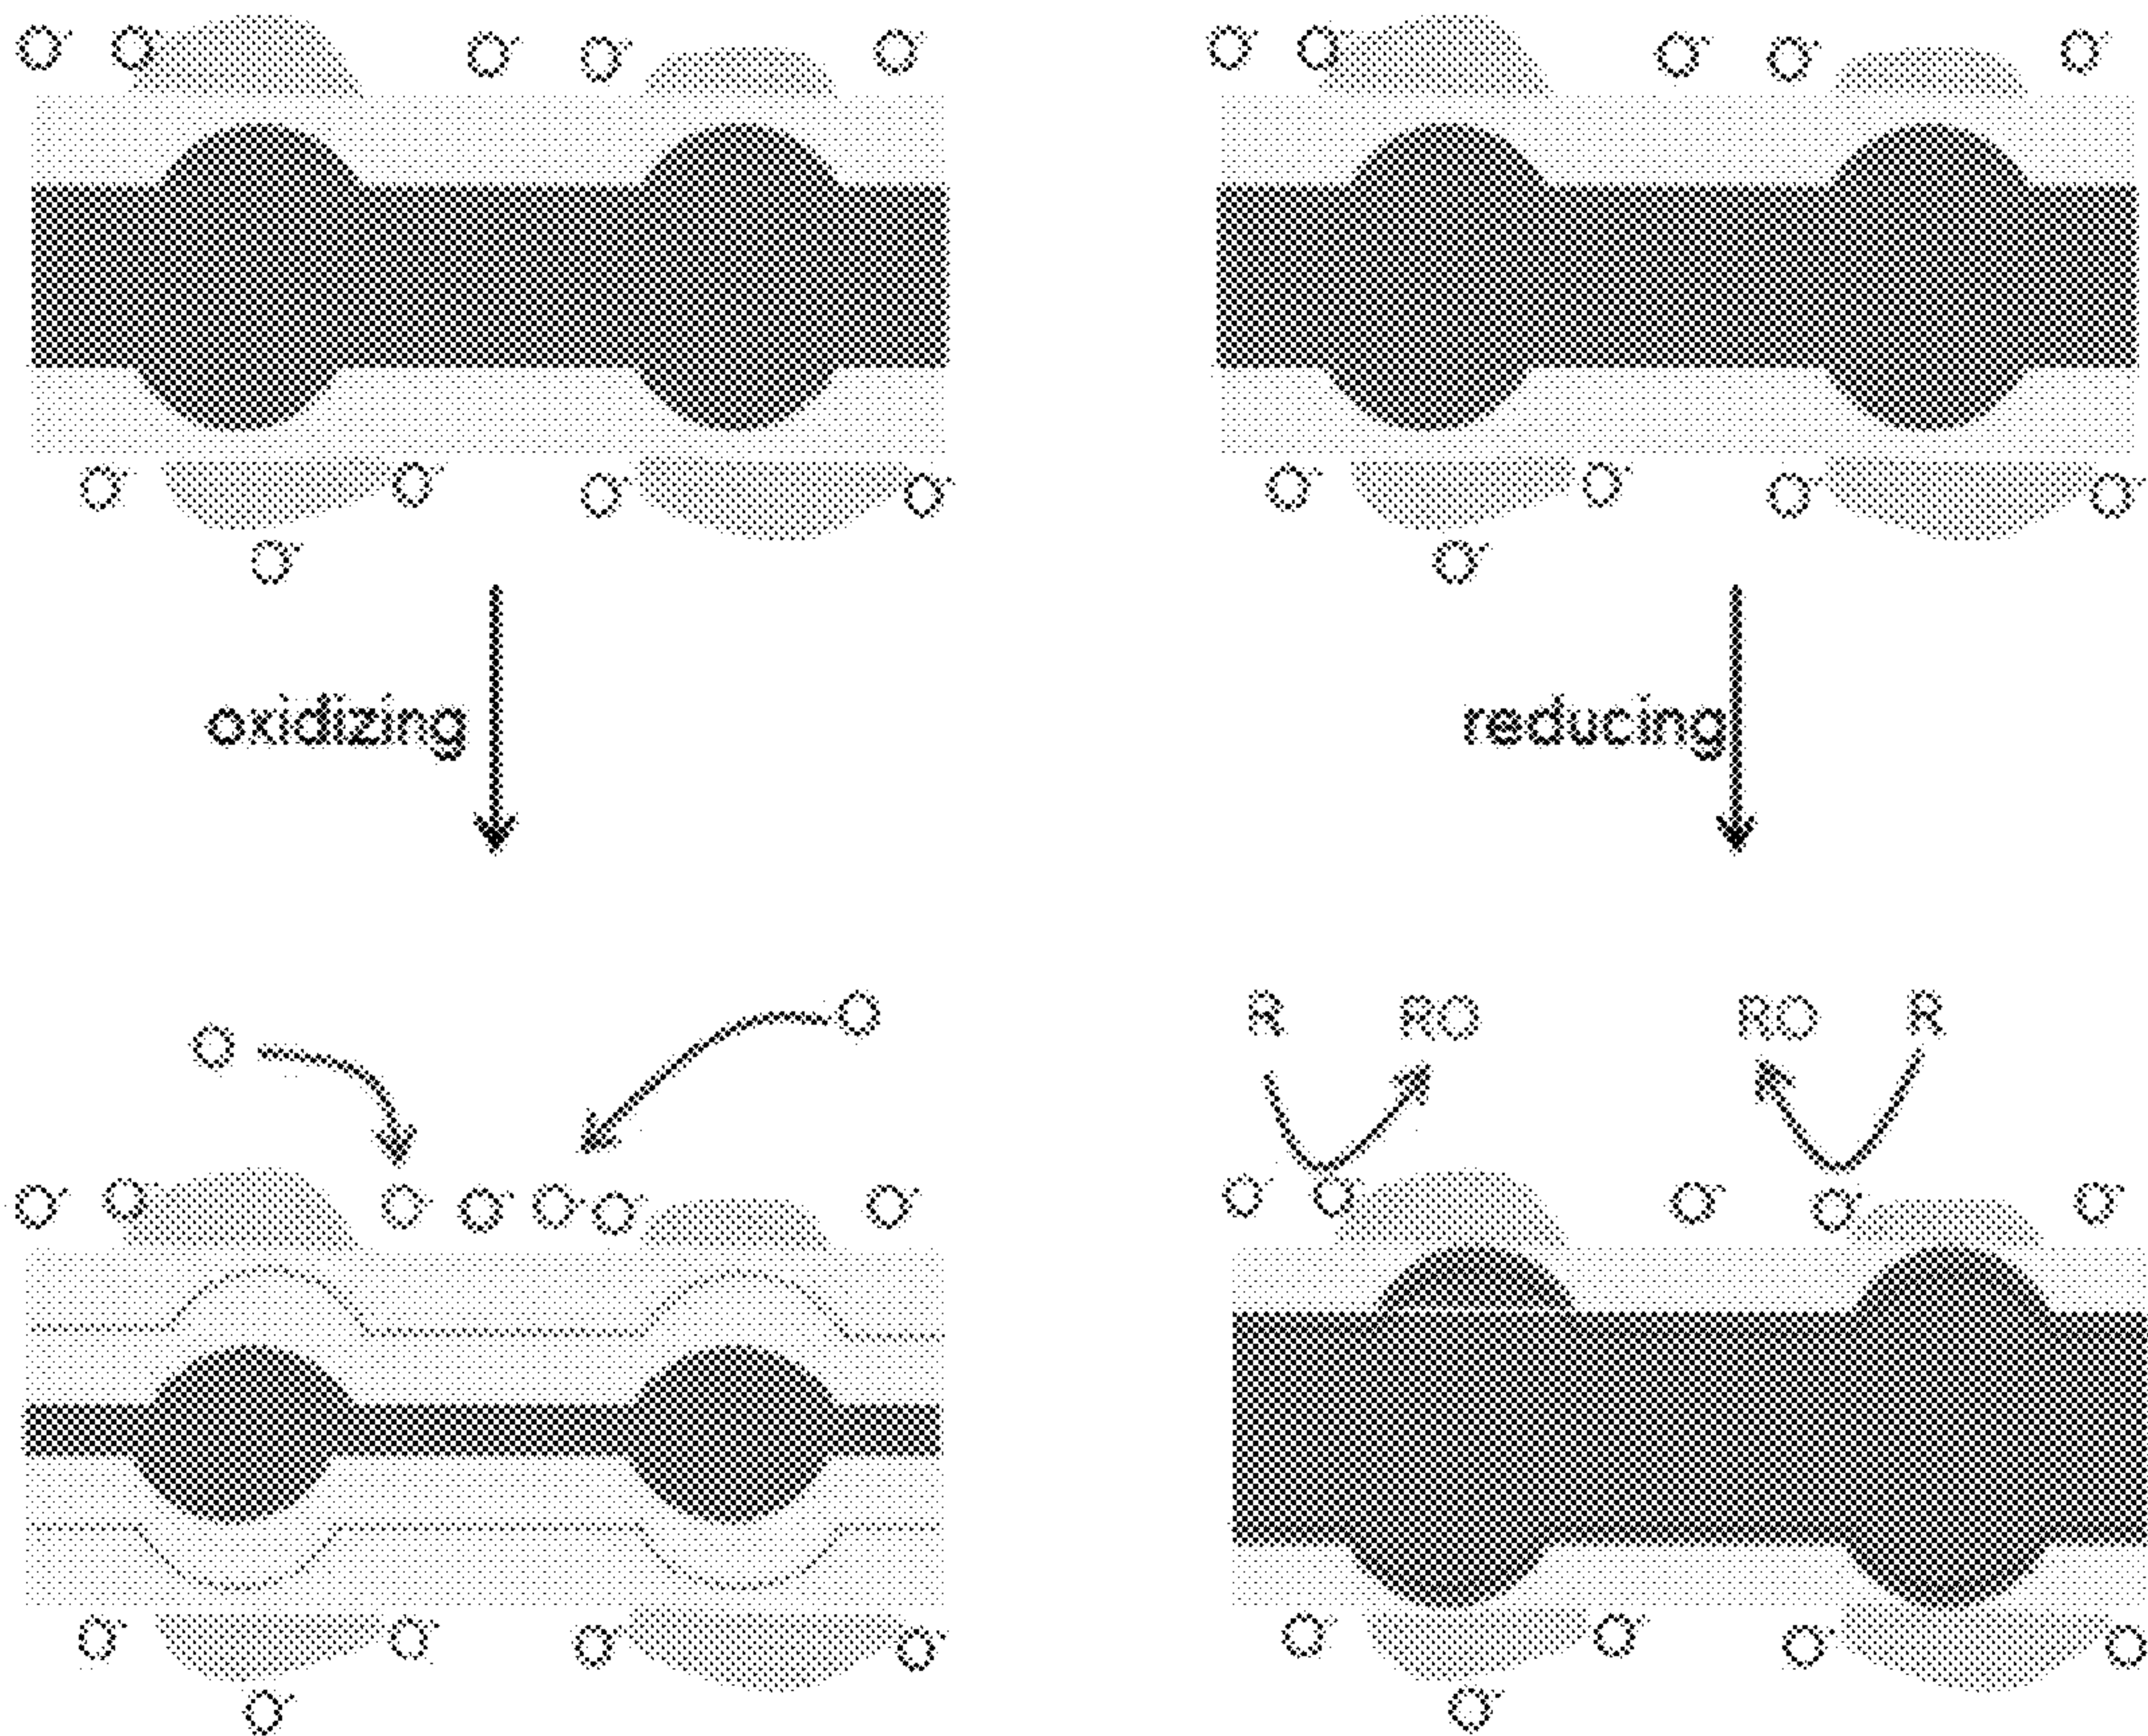 O⁻ O⁻ O⁻ O⁻ O⁻
O⁻ O⁻ O⁻ O⁻ O⁻
O⁻ O⁻ O⁻ O⁻
O⁻ O⁻ O⁻ O⁻
O⁻
O⁻
oxidizing
reducing
O O
R RO RO R
O⁻ O⁻ O⁻ O⁻ O⁻ O⁻ O⁻
O⁻ O⁻ O⁻ O⁻ O⁻
O⁻ O⁻ O⁻ O⁻
O⁻ O⁻ O⁻ O⁻
O⁻
O⁻